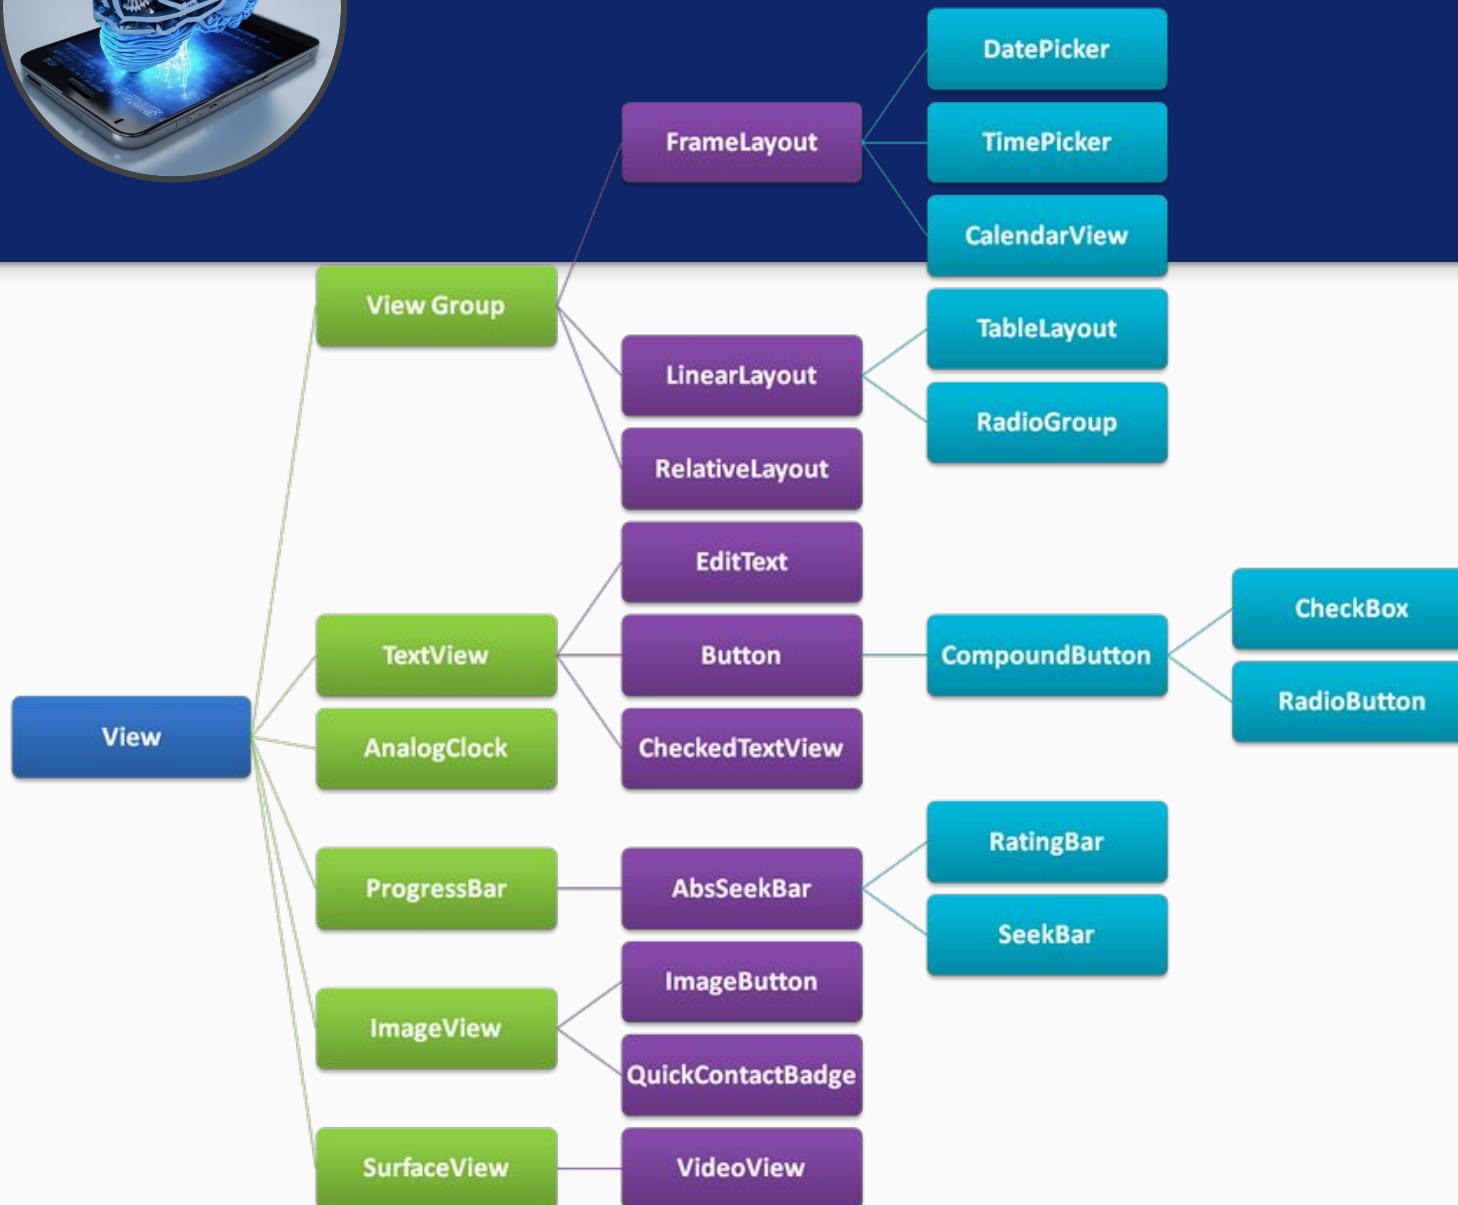 DatePicker
FrameLayout
TimePicker
CalendarView
View Group
TableLayout
LinearLayout
RadioGroup
RelativeLayout
EditText
CheckBox
TextView
Button
CompoundButton
RadioButton
View
AnalogClock
CheckedTextView
RatingBar
ProgressBar
AbsSeekBar
SeekBar
ImageButton
ImageView
QuickContactBadge
SurfaceView
VideoView